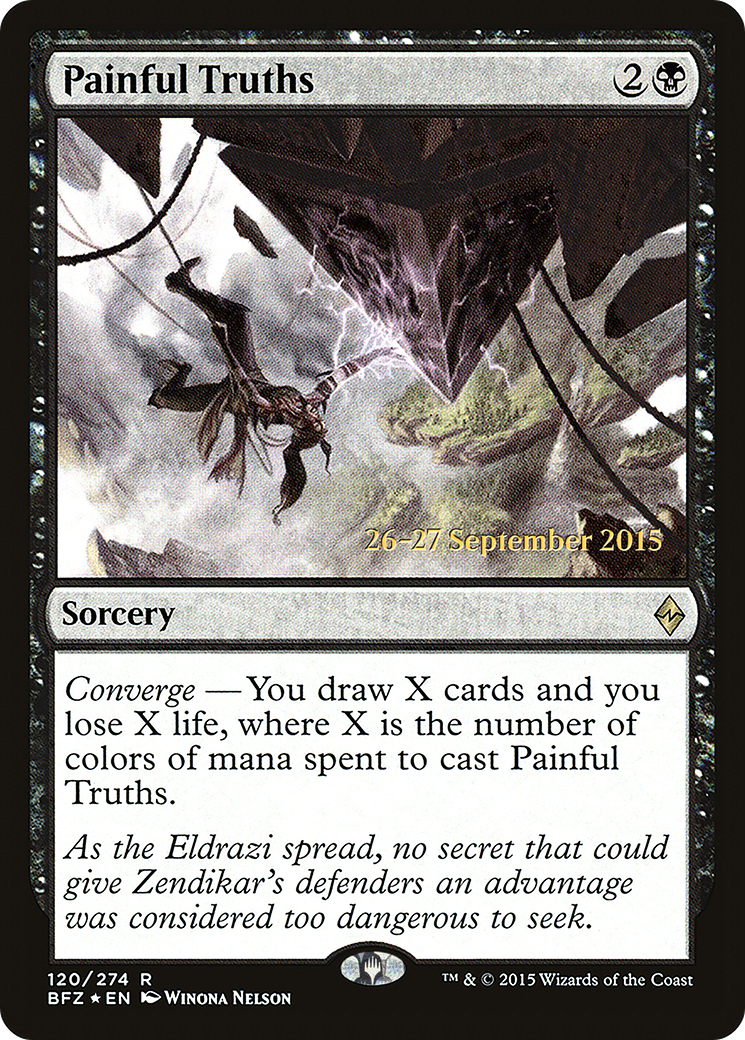 Painful Truths 2
26–27 September 2015
Sorcery
Converge — You draw X cards and you
lose X life, where X is the number of
colors of mana spent to cast Painful
Truths.
As the Eldrazi spread, no secret that could
give Zendikar's defenders an advantage
was considered too dangerous to seek.
120/274 R
BFZ ★ EN Winona Nelson
™ & © 2015 Wizards of the Coast